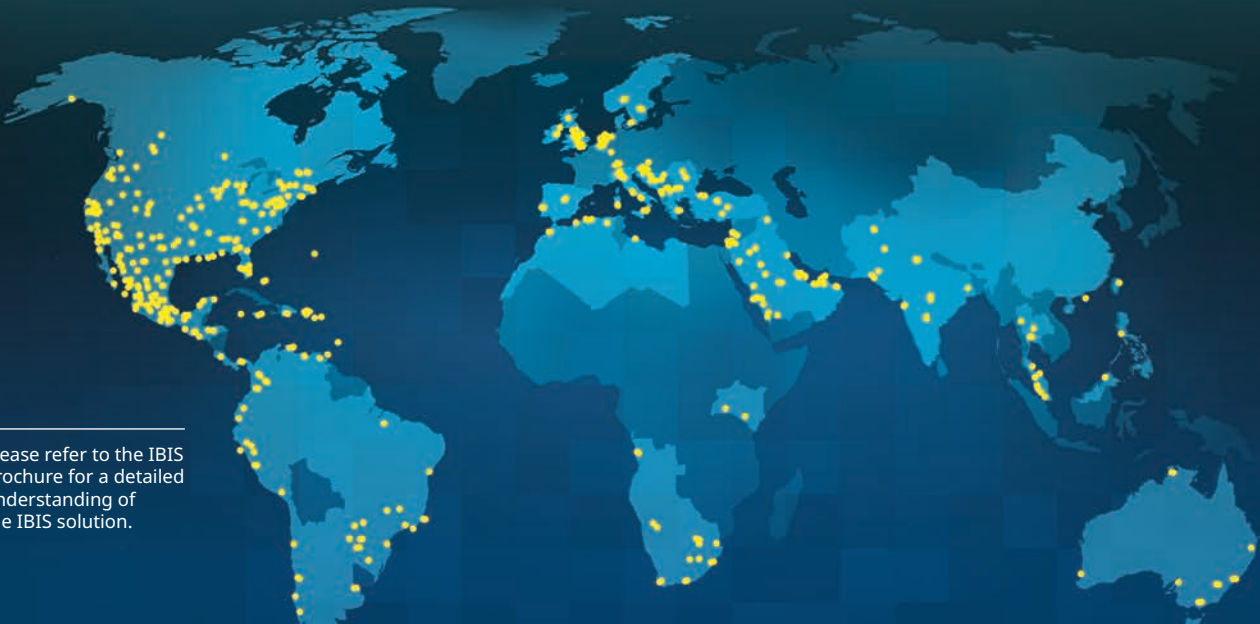 ease refer to the IBIS
rochure for a detailed
nderstanding of
e IBIS solution.